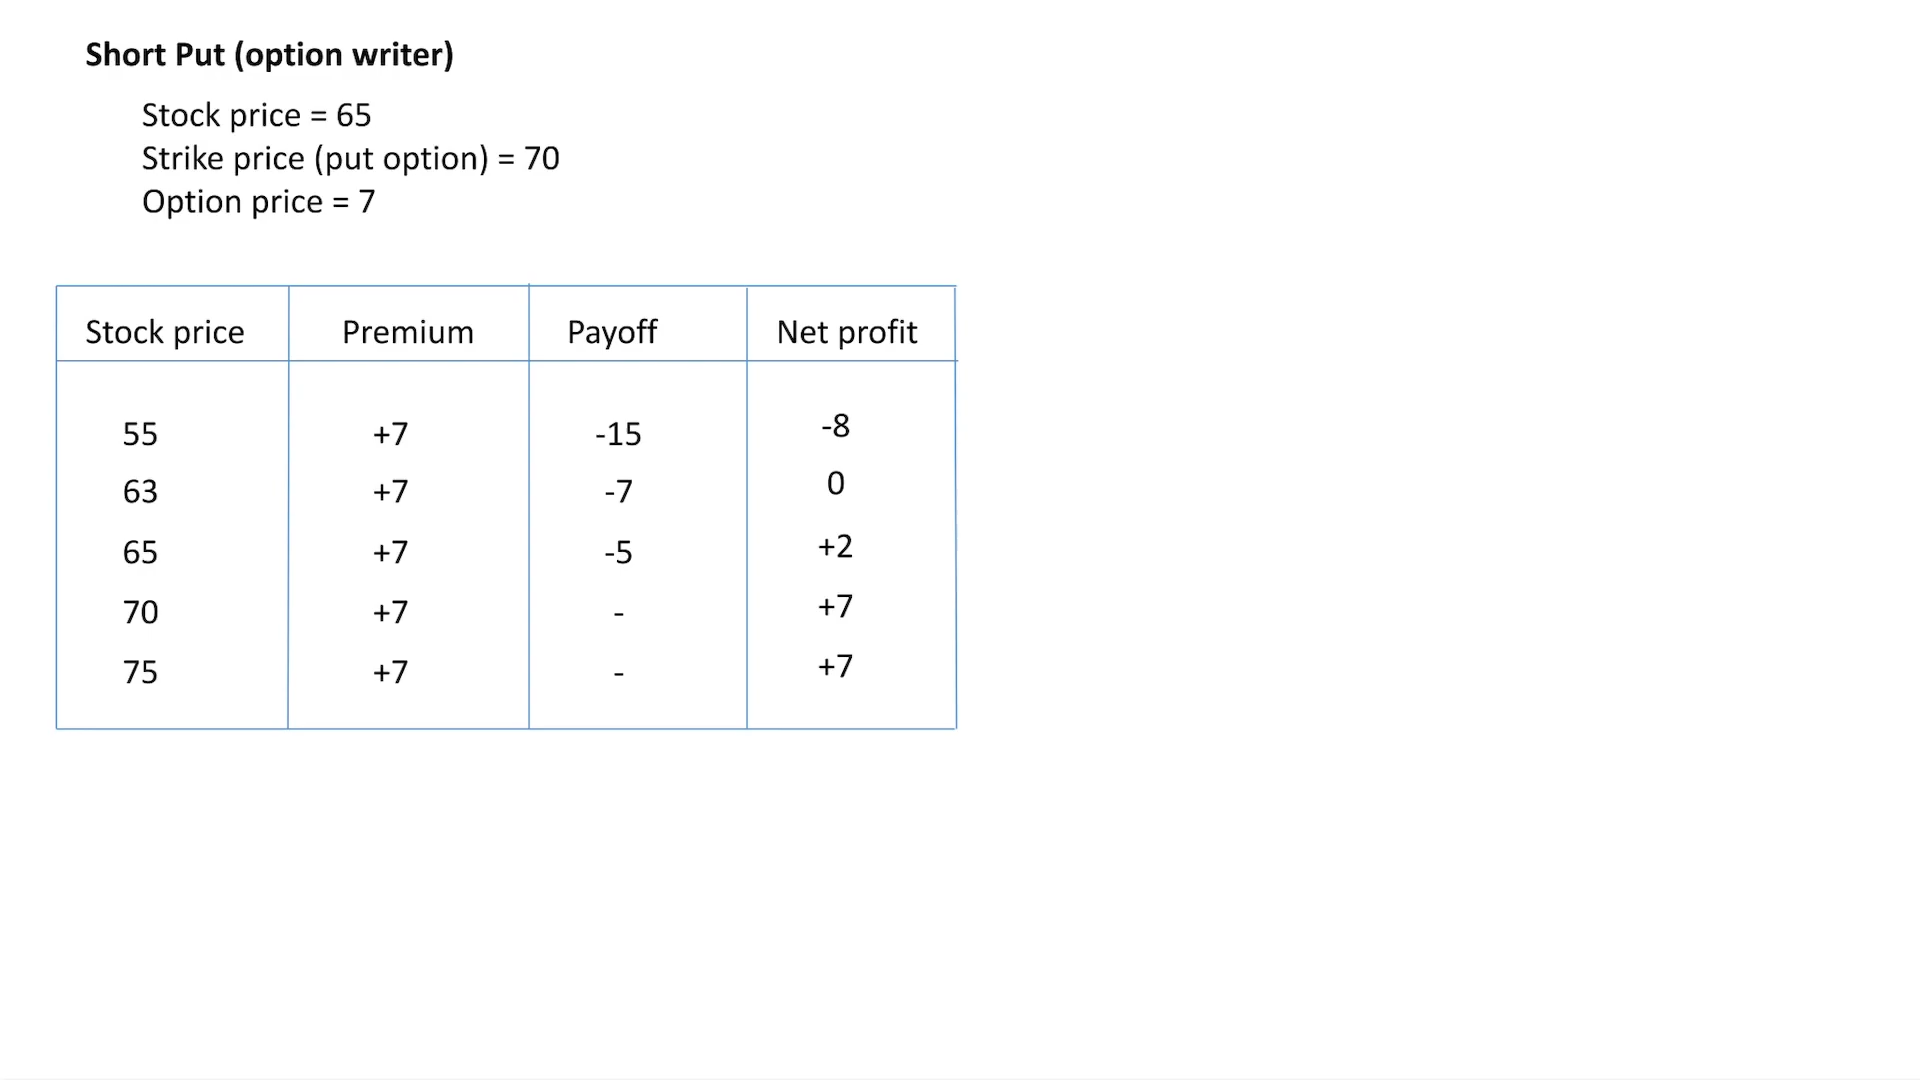 Short Put (option writer)
Stock price = 65
Strike price (put option) = 70
Option price = 7
Stock price Premium Payoff Net profit
55 +7 -15 -8
63 +7 -7 0
65 +7 -5 +2
70 +7 - +7
75 +7 - +7